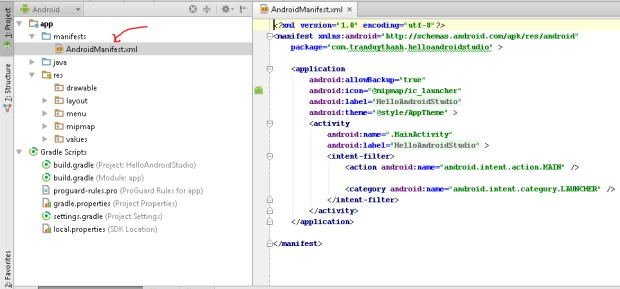 1: Project
Z: Structure
2: Favorites
Android
app
manifests
AndroidManifest.xml
java
res
drawable
layout
menu
mipmap
values
Gradle Scripts
build.gradle (Project: HelloAndroidStudio)
build.gradle (Module: app)
proguard-rules.pro (ProGuard Rules for app)
gradle.properties (Project Properties)
settings.gradle (Project Settings)
local.properties (SDK Location)
AndroidManifest.xml
<?xml version="1.0" encoding="utf-8"?>
<manifest xmlns:android="http://schemas.android.com/apk/res/android"
package="com.tranduythanh.helloandroidstudio" >
<application
android:allowBackup="true"
android:icon="@mipmap/ic_launcher"
android:label="HelloAndroidStudio"
android:theme="@style/AppTheme" >
<activity
android:name=".MainActivity"
android:label="HelloAndroidStudio" >
<intent-filter>
<action android:name="android.intent.action.MAIN" />
<category android:name="android.intent.category.LAUNCHER" />
</intent-filter>
</activity>
</application>
</manifest>